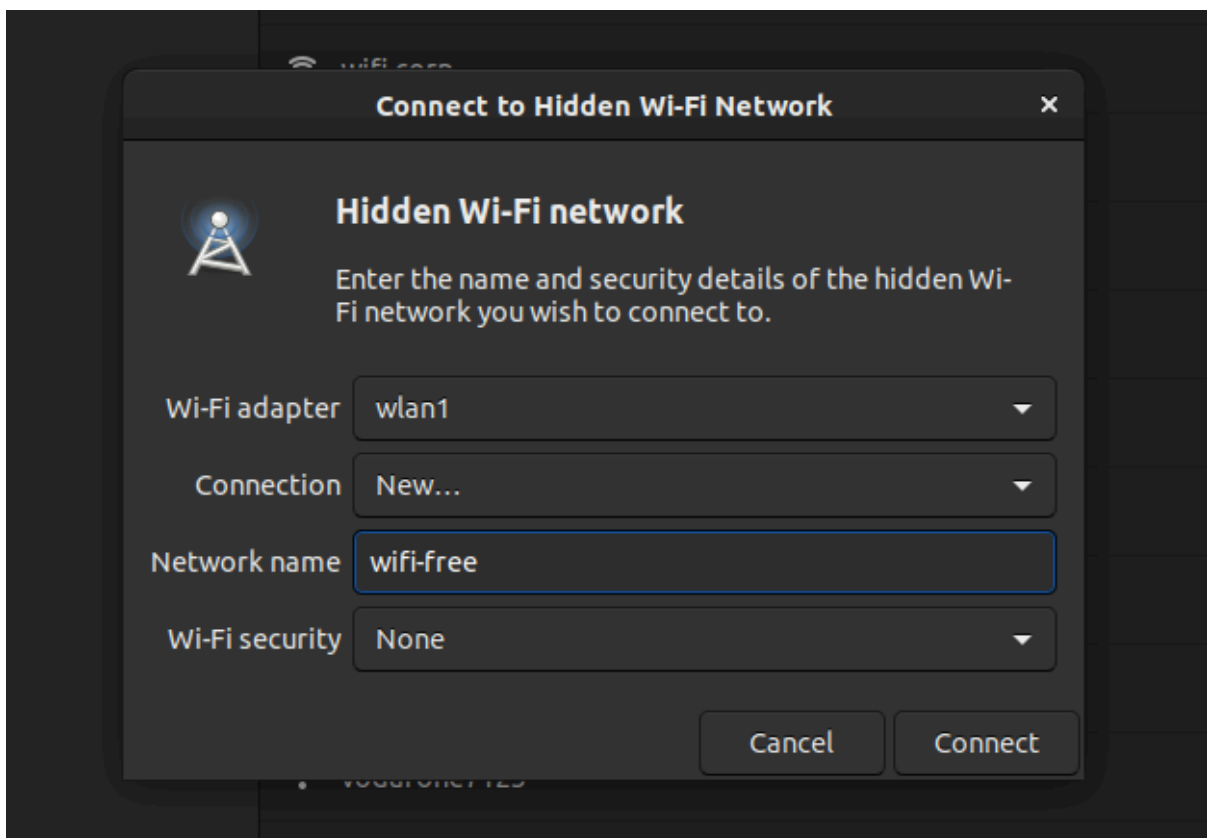 Connect to Hidden Wi-Fi Network
Hidden Wi-Fi network
Enter the name and security details of the hidden Wi-
Fi network you wish to connect to.
Wi-Fi adapter wlan1
Connection New...
Network name wifi-free
Wi-Fi security None
Cancel Connect